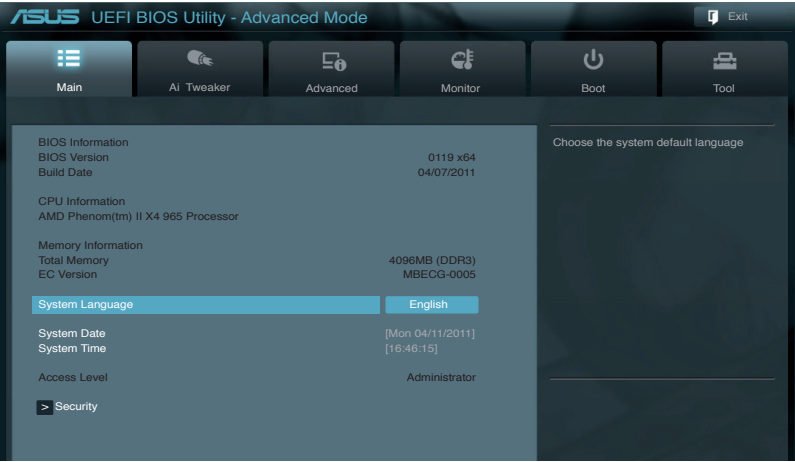 ASUS UEFI BIOS Utility - Advanced Mode
Exit
Main
Ai Tweaker
Advanced
Monitor
Boot
Tool
BIOS Information
BIOS Version 0119 x64
Build Date 04/07/2011
CPU Information
AMD Phenom(tm) II X4 965 Processor
Memory Information
Total Memory 4096MB (DDR3)
EC Version MBECG-0005
System Language English
System Date [Mon 04/11/2011]
System Time [16:46:15]
Access Level Administrator
> Security
Choose the system default language